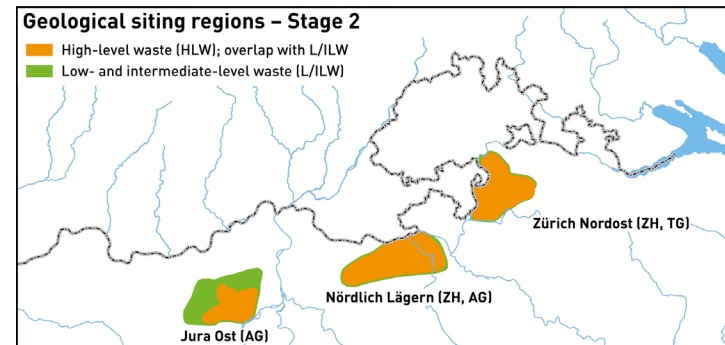 Geological siting regions – Stage 2
High-level waste (HLW); overlap with L/ILW
Low- and intermediate-level waste (L/ILW)
Zürich Nordost (ZH, TG)
Nördlich Lägern (ZH, AG)
Jura Ost (AG)